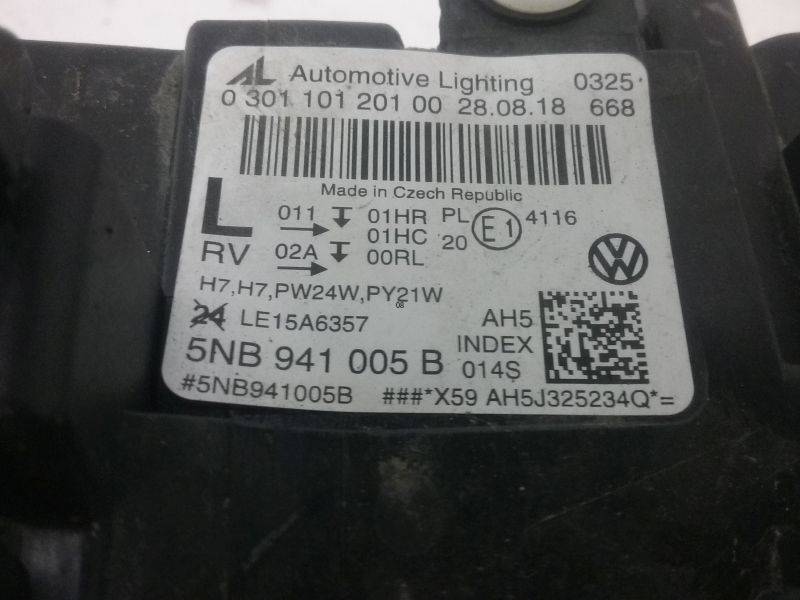 AL Automotive Lighting 0325
0 301 101 201 00 28.08.18 668
Made in Czech Republic
L 011 01HR PL E1 4116
01HC 20
RV 02A 00RL
H7,H7,PW24W,PY21W
08
24 LE15A6357 AH5
5NB 941 005 B INDEX
014S
#5NB941005B ###*X59 AH5J325234Q*=
VW